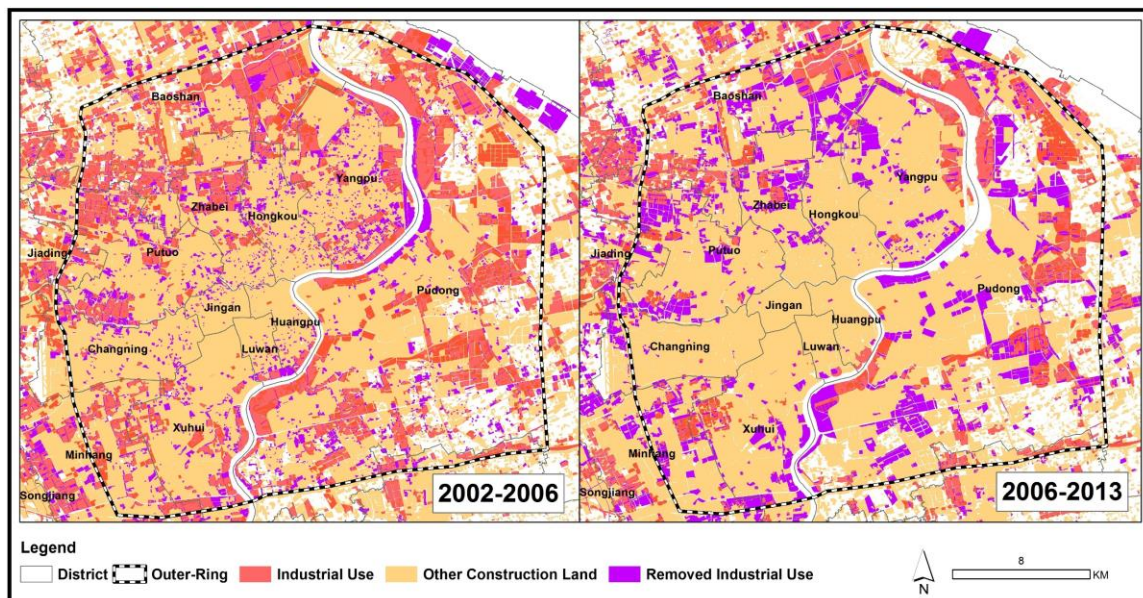 Baoshan
Yangpu
Zhabei
Hongkou
Jiading
Putuo
Pudong
Jingan
Huangpu
Changning
Luwan
Xuhui
Minhang
Songjiang
2002-2006
Baoshan
Yangpu
Zhabei
Hongkou
Jiading
Putuo
Pudong
Jingan
Huangpu
Changning
Luwan
Xuhui
Minhang
Songjiang
2006-2013
Legend
District Outer-Ring Industrial Use Other Construction Land Removed Industrial Use
N
8
KM